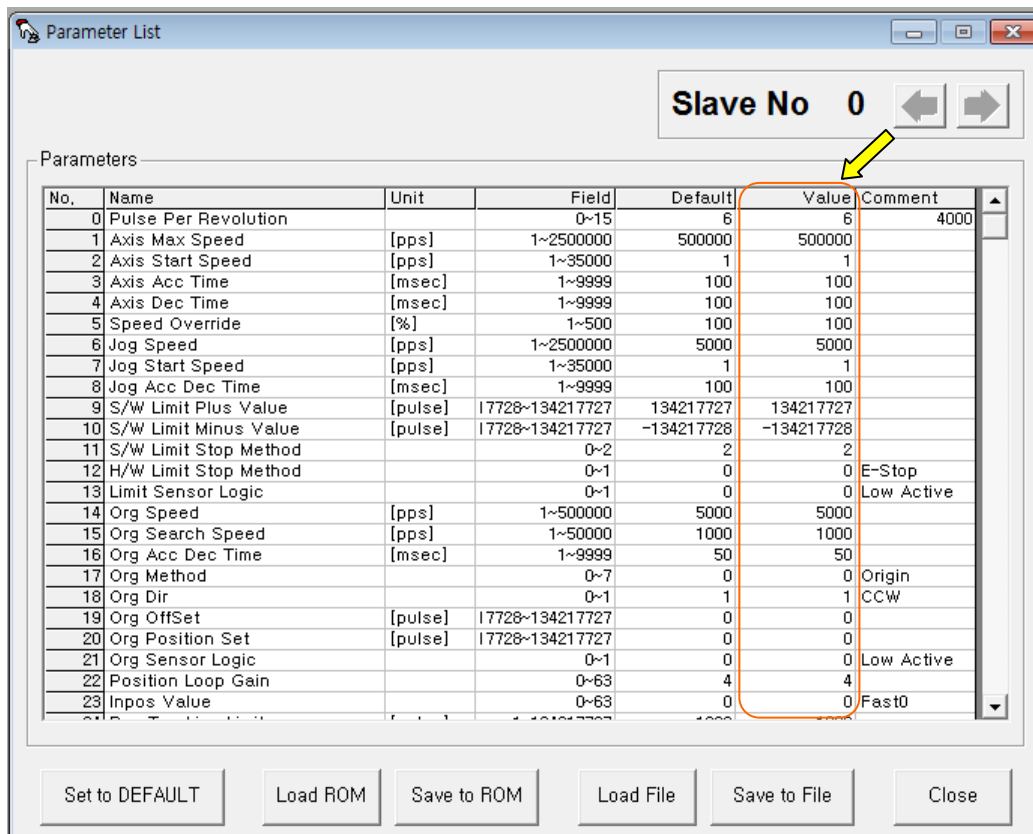 Parameter List
Slave No 0
Parameters
No. Name Unit Field Default Value Comment
0 Pulse Per Revolution 0~15 6 6 4000
1 Axis Max Speed [pps] 1~2500000 500000 500000
2 Axis Start Speed [pps] 1~35000 1 1
3 Axis Acc Time [msec] 1~9999 100 100
4 Axis Dec Time [msec] 1~9999 100 100
5 Speed Override [%] 1~500 100 100
6 Jog Speed [pps] 1~2500000 5000 5000
7 Jog Start Speed [pps] 1~35000 1 1
8 Jog Acc Dec Time [msec] 1~9999 100 100
9 S/W Limit Plus Value [pulse] 17728~134217727 134217727 134217727
10 S/W Limit Minus Value [pulse] 17728~134217727 -134217728 -134217728
11 S/W Limit Stop Method 0~2 2 2
12 H/W Limit Stop Method 0~1 0 0 E-Stop
13 Limit Sensor Logic 0~1 0 0 Low Active
14 Org Speed [pps] 1~500000 5000 5000
15 Org Search Speed [pps] 1~50000 1000 1000
16 Org Acc Dec Time [msec] 1~9999 50 50
17 Org Method 0~7 0 0 Origin
18 Org Dir 0~1 1 1 CCW
19 Org OffSet [pulse] 17728~134217727 0 0
20 Org Position Set [pulse] 17728~134217727 0 0
21 Org Sensor Logic 0~1 0 0 Low Active
22 Position Loop Gain 0~63 4 4
23 Inpos Value 0~63 0 0 Fast0
Set to DEFAULT Load ROM Save to ROM Load File Save to File Close